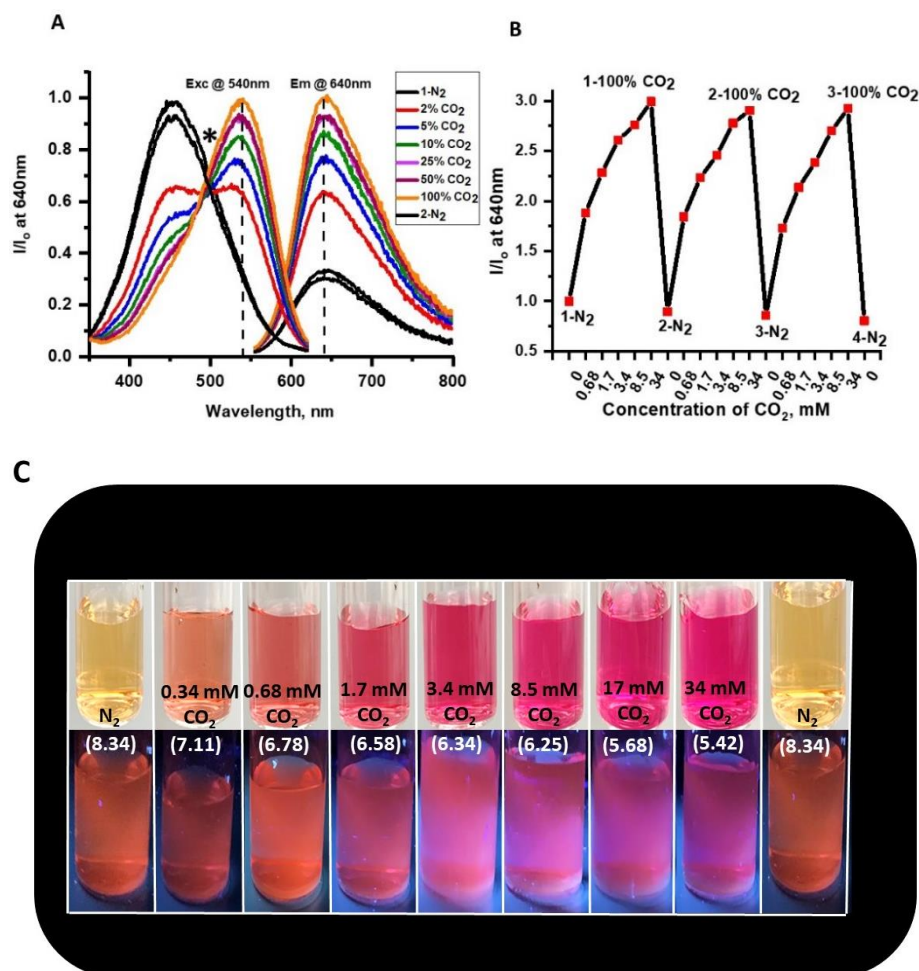 A
Exc @ 540nm
Em @ 640nm
*
1-N₂
2% CO₂
5% CO₂
10% CO₂
25% CO₂
50% CO₂
100% CO₂
2-N₂
I/Iₒ at 640nm
1.0
0.8
0.6
0.4
0.2
0.0
400 500 600 700 800
Wavelength, nm
B
1-100% CO₂
2-100% CO₂
3-100% CO₂
I/Iₒ at 640nm
3.0
2.5
2.0
1.5
1.0
0.5
1-N₂
2-N₂
3-N₂
4-N₂
0 0.68 1.7 3.4 8.5 34 0 0.68 1.7 3.4 8.5 34 0 0.68 1.7 3.4 8.5 34 0
Concentration of CO₂, mM
C
0.34 mM 0.68 mM 1.7 mM 3.4 mM 8.5 mM 17 mM 34 mM
N₂ CO₂ CO₂ CO₂ CO₂ CO₂ CO₂ CO₂ N₂
(8.34) (7.11) (6.78) (6.58) (6.34) (6.25) (5.68) (5.42) (8.34)